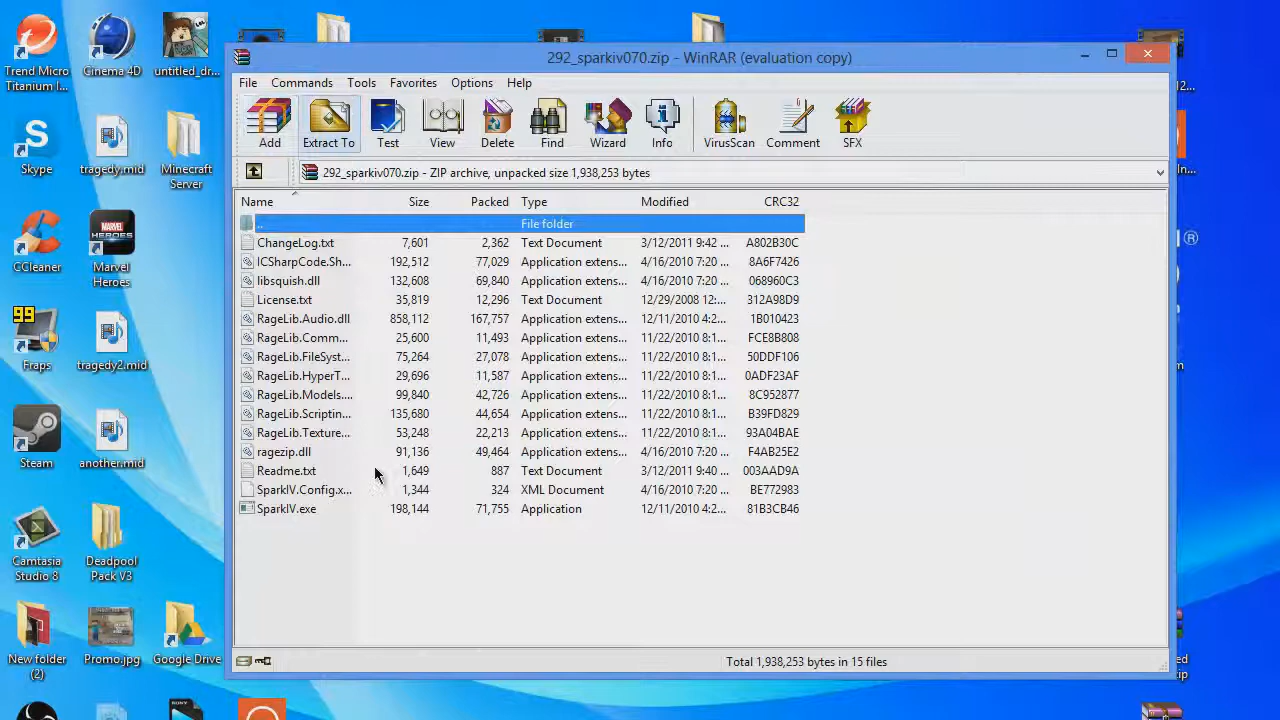 292_sparkiv070.zip - WinRAR (evaluation copy)
File Commands Tools Favorites Options Help
Add Extract To Test View Delete Find Wizard Info VirusScan Comment SFX
292_sparkiv070.zip - ZIP archive, unpacked size 1,938,253 bytes
Name Size Packed Type Modified CRC32
.. File folder
ChangeLog.txt 7,601 2,362 Text Document 3/12/2011 9:42 ... A802B30C
ICSharpCode.Sh... 192,512 77,029 Application extens... 4/16/2010 7:20 ... 8A6F7426
libsquish.dll 132,608 69,840 Application extens... 4/16/2010 7:20 ... 068960C3
License.txt 35,819 12,296 Text Document 12/29/2008 12:... 312A98D9
RageLib.Audio.dll 858,112 167,757 Application extens... 12/11/2010 4:2... 1B010423
RageLib.Comm... 25,600 11,493 Application extens... 11/22/2010 8:1... FCE8B808
RageLib.FileSyst... 75,264 27,078 Application extens... 11/22/2010 8:1... 50DDF106
RageLib.HyperT... 29,696 11,587 Application extens... 11/22/2010 8:1... 0ADF23AF
RageLib.Models.... 99,840 42,726 Application extens... 11/22/2010 8:1... 8C952877
RageLib.Scriptin... 135,680 44,654 Application extens... 11/22/2010 8:1... B39FD829
RageLib.Texture... 53,248 22,213 Application extens... 11/22/2010 8:1... 93A04BAE
ragezip.dll 91,136 49,464 Application extens... 4/16/2010 7:20 ... F4AB25E2
Readme.txt 1,649 887 Text Document 3/12/2011 9:40 ... 003AAD9A
SparkIV.Config.x... 1,344 324 XML Document 4/16/2010 7:20 ... BE772983
SparkIV.exe 198,144 71,755 Application 12/11/2010 4:2... 81B3CB46
Total 1,938,253 bytes in 15 files
Trend Micro
Titanium I...
Cinema 4D
untitled_dr...
Skype
tragedy.mid
Minecraft
Server
CCleaner
Marvel
Heroes
99
Fraps
tragedy2.mid
Steam
another.mid
Camtasia
Studio 8
Deadpool
Pack V3
New folder
(2)
Promo.jpg
Google Drive
SONY
®